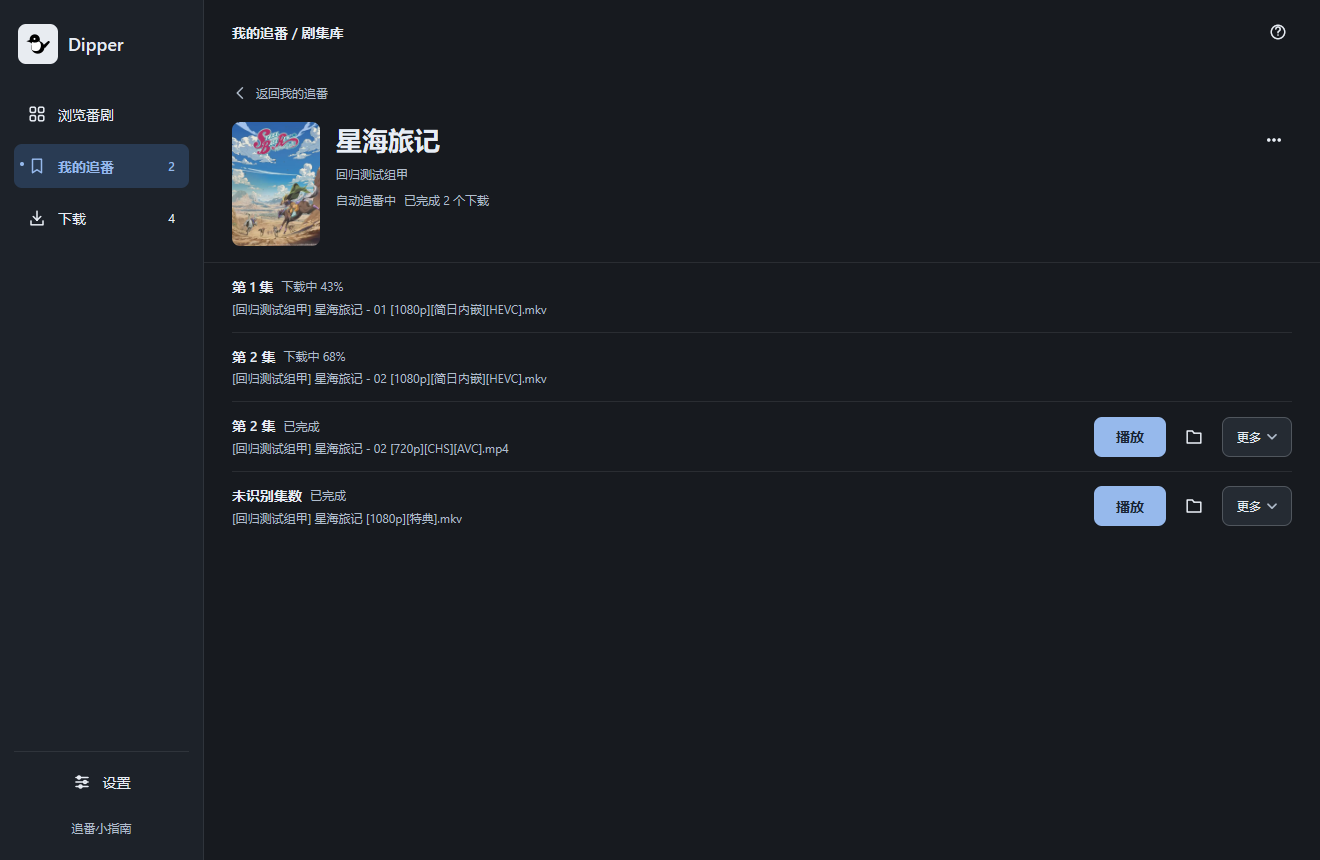 Dipper
浏览番剧
我的追番 2
下载 4
设置
追番小指南
我的追番 / 剧集库
返回我的追番
星海旅记
回归测试组甲
自动追番中 已完成 2 个下载
第 1 集 下载中 43%
[回归测试组甲] 星海旅记 - 01 [1080p][简日内嵌][HEVC].mkv
第 2 集 下载中 68%
[回归测试组甲] 星海旅记 - 02 [1080p][简日内嵌][HEVC].mkv
第 2 集 已完成
[回归测试组甲] 星海旅记 - 02 [720p][CHS][AVC].mp4
播放 更多
未识别集数 已完成
[回归测试组甲] 星海旅记 [1080p][特典].mkv
播放 更多